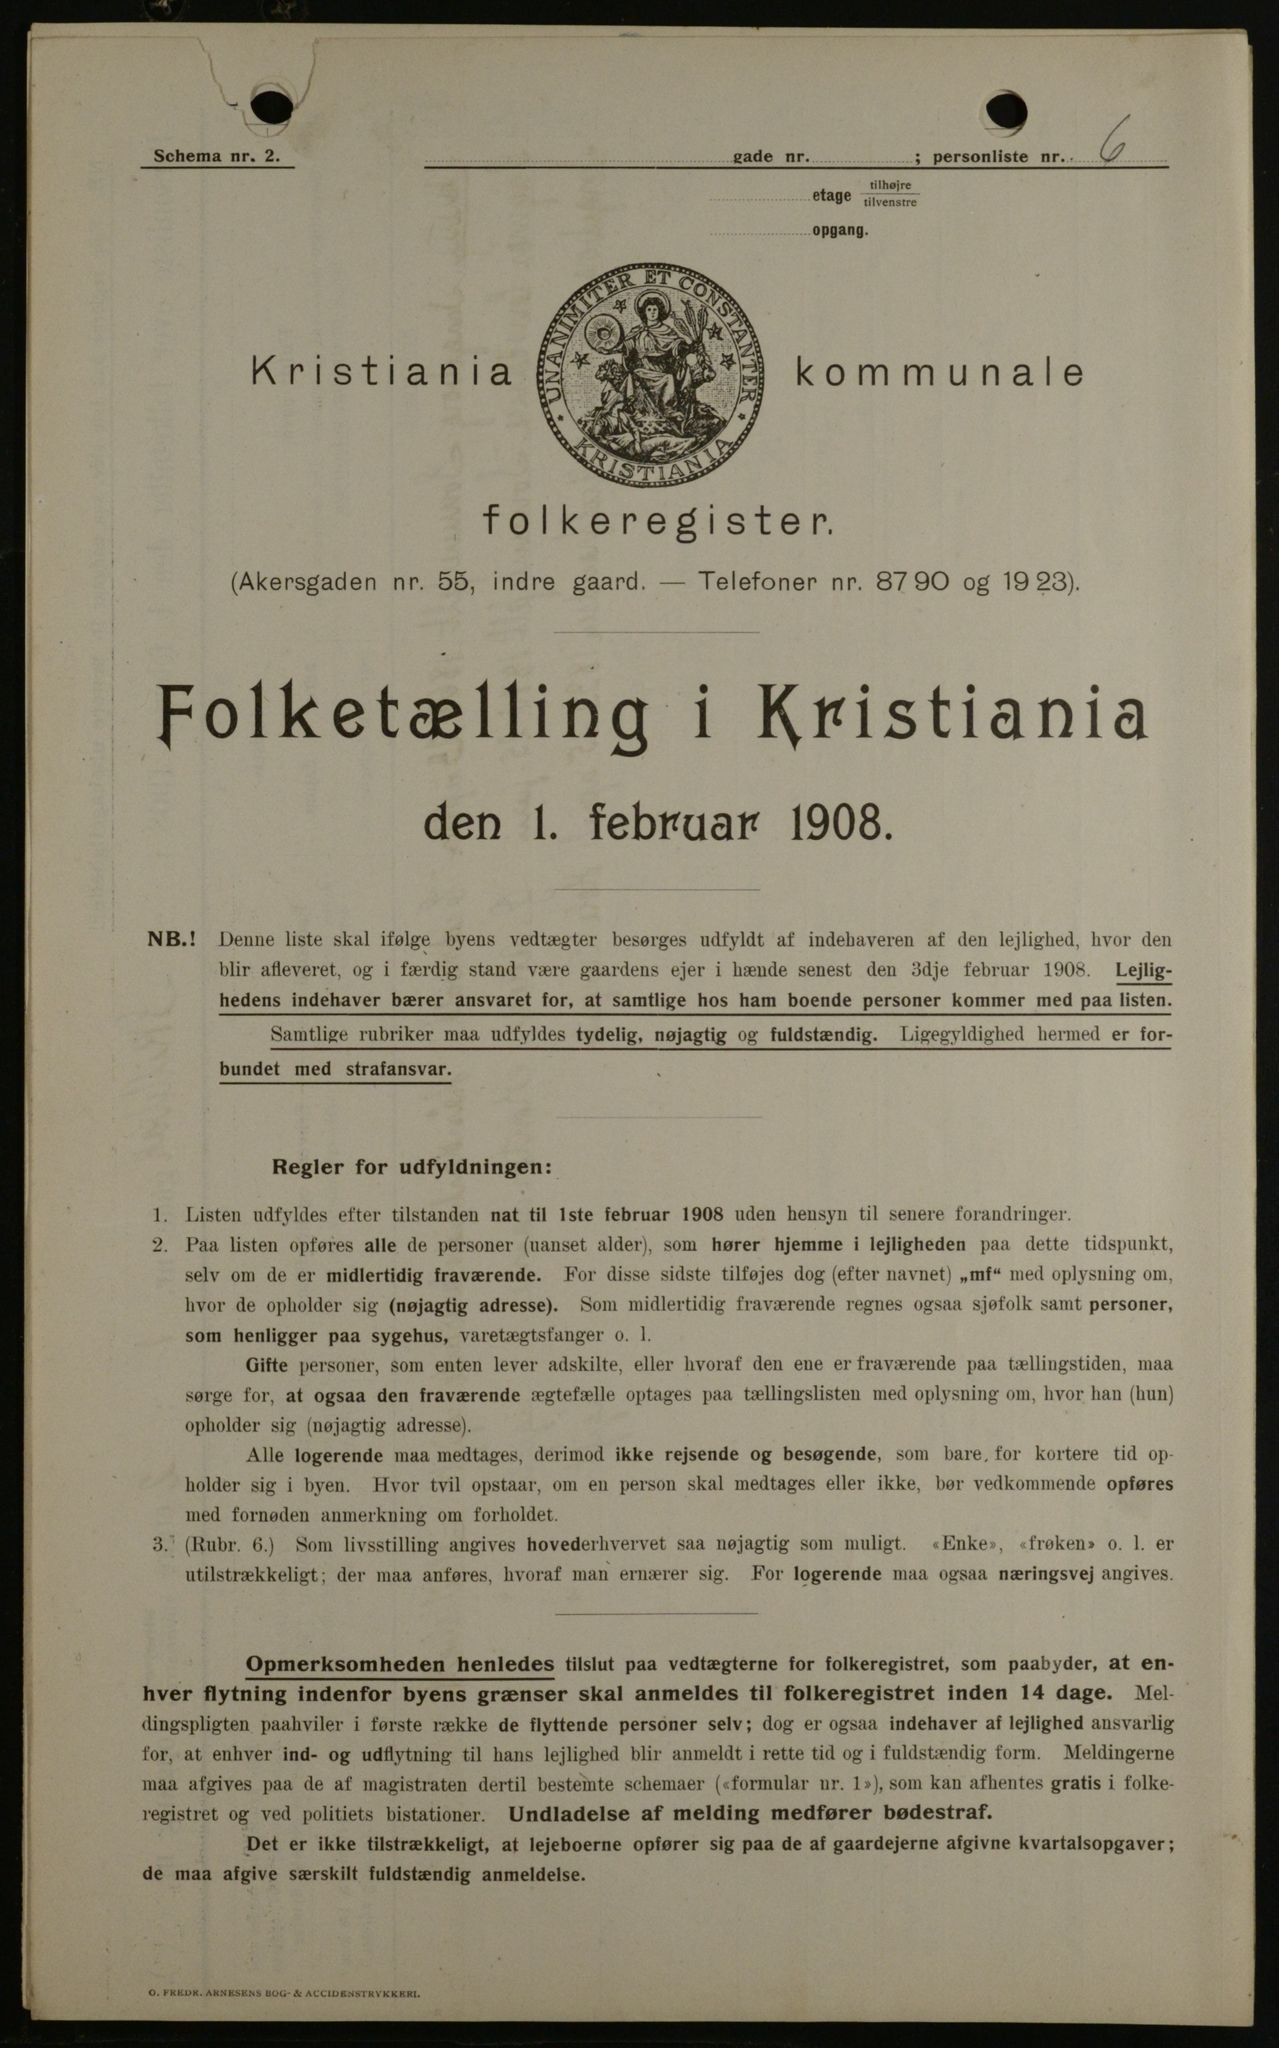 Schema nr. 2.
gade nr. ; personliste nr. 6
etage tilhøjre
tilvenstre
opgang.
UNANIMITER ET CONSTANTER
KRISTIANIA
Kristiania kommunale
folkeregister.
(Akersgaden nr. 55, indre gaard. — Telefoner nr. 8790 og 1923).
Folketælling i Kristiania
den 1. februar 1908.
NB.! Denne liste skal ifølge byens vedtægter besørges udfyldt af indehaveren af den lejlighed, hvor den
blir afleveret, og i færdig stand være gaardens ejer i hænde senest den 3dje februar 1908. Lejlig-
hedens indehaver bærer ansvaret for, at samtlige hos ham boende personer kommer med paa listen.
Samtlige rubriker maa udfyldes tydelig, nøjagtig og fuldstændig. Ligegyldighed hermed er for-
bundet med strafansvar.
Regler for udfyldningen:
1. Listen udfyldes efter tilstanden nat til 1ste februar 1908 uden hensyn til senere forandringer.
2. Paa listen opføres alle de personer (uanset alder), som hører hjemme i lejligheden paa dette tidspunkt,
selv om de er midlertidig fraværende. For disse sidste tilføjes dog (efter navnet) „mf“ med oplysning om,
hvor de opholder sig (nøjagtig adresse). Som midlertidig fraværende regnes ogsaa sjøfolk samt personer,
som henligger paa sygehus, varetægtsfanger o. l.
Gifte personer, som enten lever adskilte, eller hvoraf den ene er fraværende paa tællingstiden, maa
sørge for, at ogsaa den fraværende ægtefælle optages paa tællingslisten med oplysning om, hvor han (hun)
opholder sig (nøjagtig adresse).
Alle logerende maa medtages, derimod ikke rejsende og besøgende, som bare for kortere tid op-
holder sig i byen. Hvor tvil opstaar, om en person skal medtages eller ikke, bør vedkommende opføres
med fornøden anmerkning om forholdet.
3. (Rubr. 6.) Som livsstilling angives hovederhvervet saa nøjagtig som muligt. «Enke», «frøken» o. l. er
utilstrækkeligt; der maa anføres, hvoraf man ernærer sig. For logerende maa ogsaa næringsvej angives.
Opmerksomheden henledes tilslut paa vedtægterne for folkeregistret, som paabyder, at en-
hver flytning indenfor byens grænser skal anmeldes til folkeregistret inden 14 dage. Mel-
dingspligten paahviler i første række de flyttende personer selv; dog er ogsaa indehaver af lejlighed ansvarlig
for, at enhver ind- og udflytning til hans lejlighed blir anmeldt i rette tid og i fuldstændig form. Meldingerne
maa afgives paa de af magistraten dertil bestemte schemaer («formular nr. 1»), som kan afhentes gratis i folke-
registret og ved politiets bistationer. Undladelse af melding medfører bødestraf.
Det er ikke tilstrækkeligt, at lejeboerne opfører sig paa de af gaardejerne afgivne kvartalsopgaver;
de maa afgive særskilt fuldstændig anmeldelse.
O. FREDR. ARNESENS BOG- & ACCIDENSTRYKKERI.